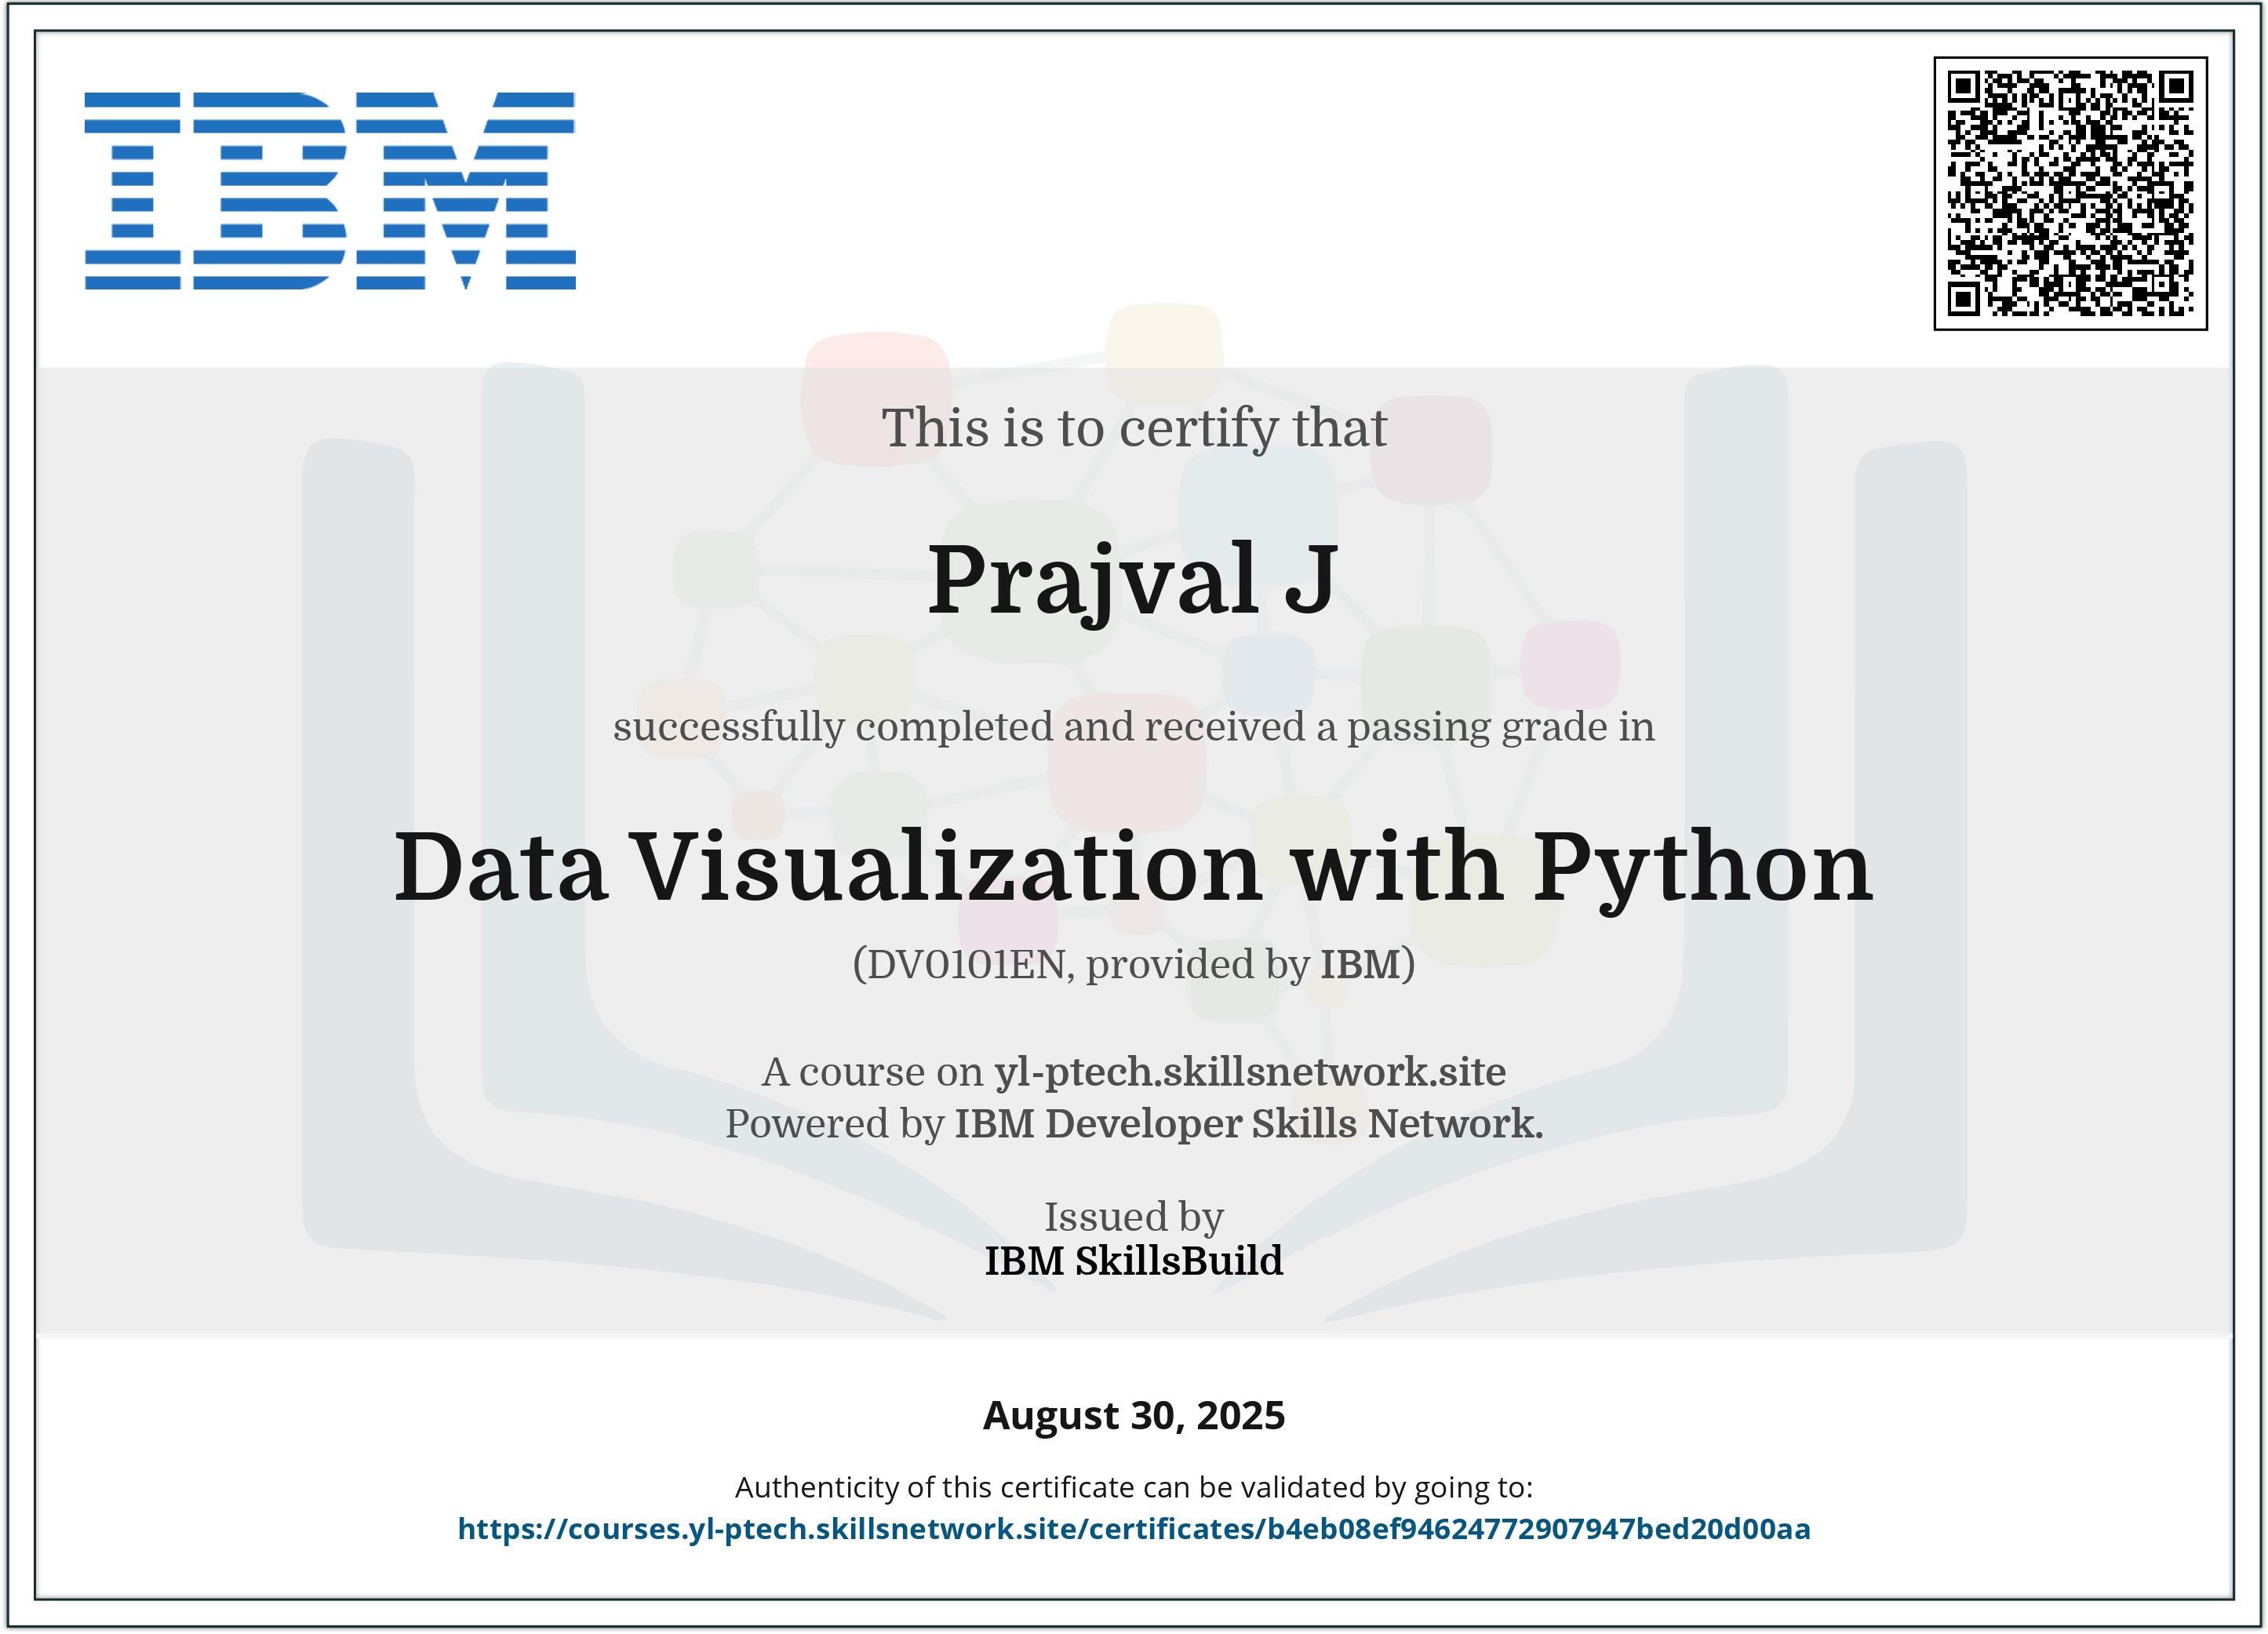 IBM
This is to certify that
Prajval J
successfully completed and received a passing grade in
Data Visualization with Python
(DV0101EN, provided by IBM)
A course on yl-ptech.skillsnetwork.site
Powered by IBM Developer Skills Network.
Issued by
IBM SkillsBuild
August 30, 2025
Authenticity of this certificate can be validated by going to:
https://courses.yl-ptech.skillsnetwork.site/certificates/b4eb08ef94624772907947bed20d00aa